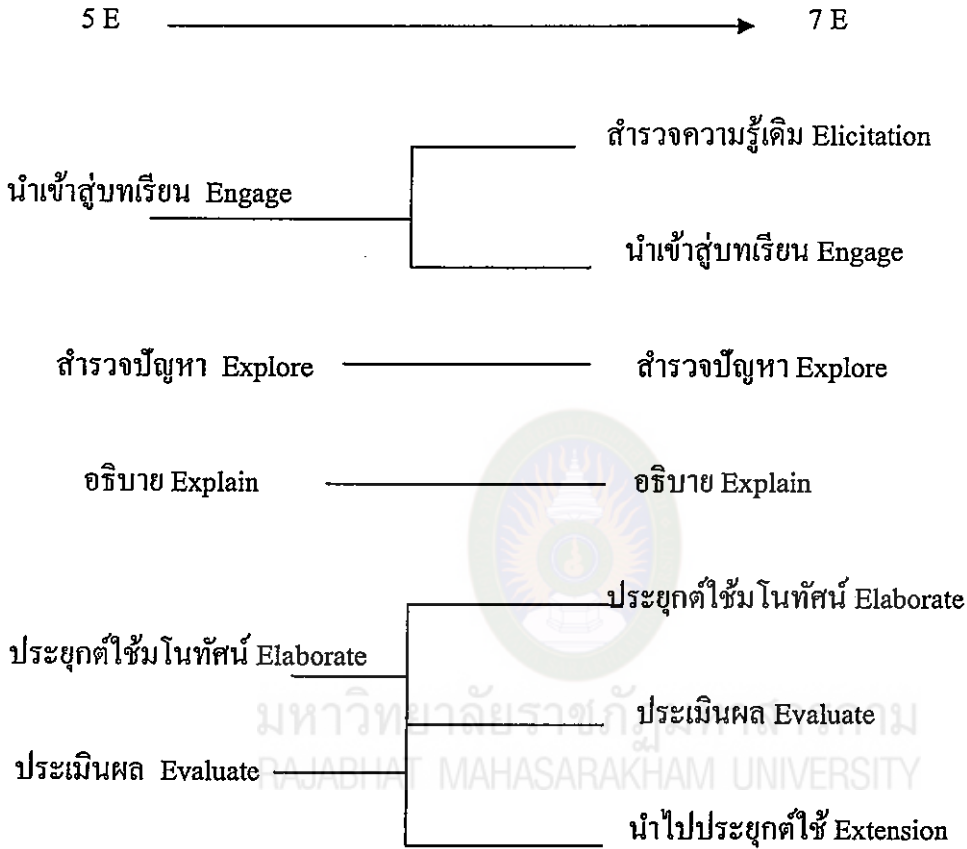 5 E 7 E
สำรวจความรู้เดิม Elicitation
นำเข้าสู่บทเรียน Engage
นำเข้าสู่บทเรียน Engage
สำรวจปัญหา Explore สำรวจปัญหา Explore
อธิบาย Explain อธิบาย Explain
ประยุกต์ใช้มโนทัศน์ Elaborate
ประยุกต์ใช้มโนทัศน์ Elaborate
มหาวิทยาลัยราชภัฏมหาสารคาม
ประเมินผล Evaluate
ประเมินผล Evaluate
RAJABHAT MAHASARAKHAM UNIVERSITY
นำไปประยุกต์ใช้ Extension